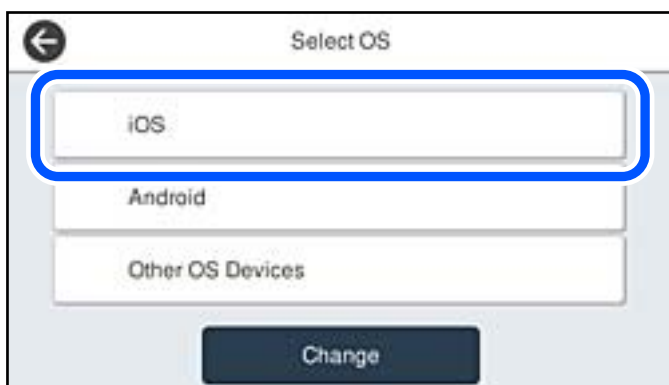 Select OS
iOS
Android
Other OS Devices
Change